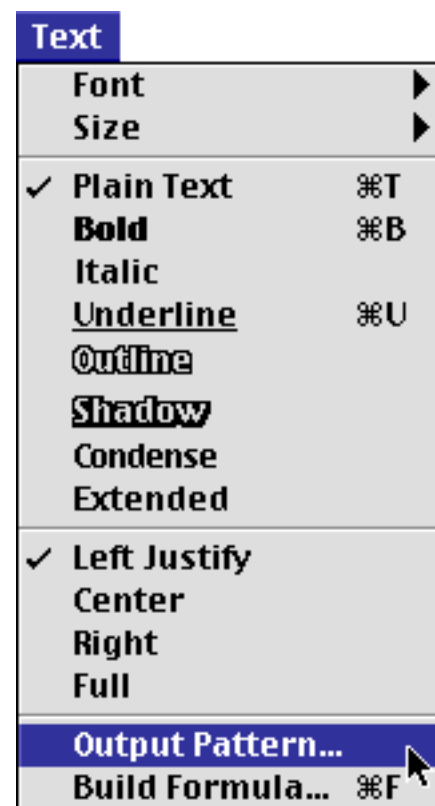 Text
Font
Size
Plain Text ⌘T
Bold ⌘B
Italic
Underline ⌘U
Outline
Shadow
Condense
Extended
Left Justify
Center
Right
Full
Output Pattern...
Build Formula... ⌘F